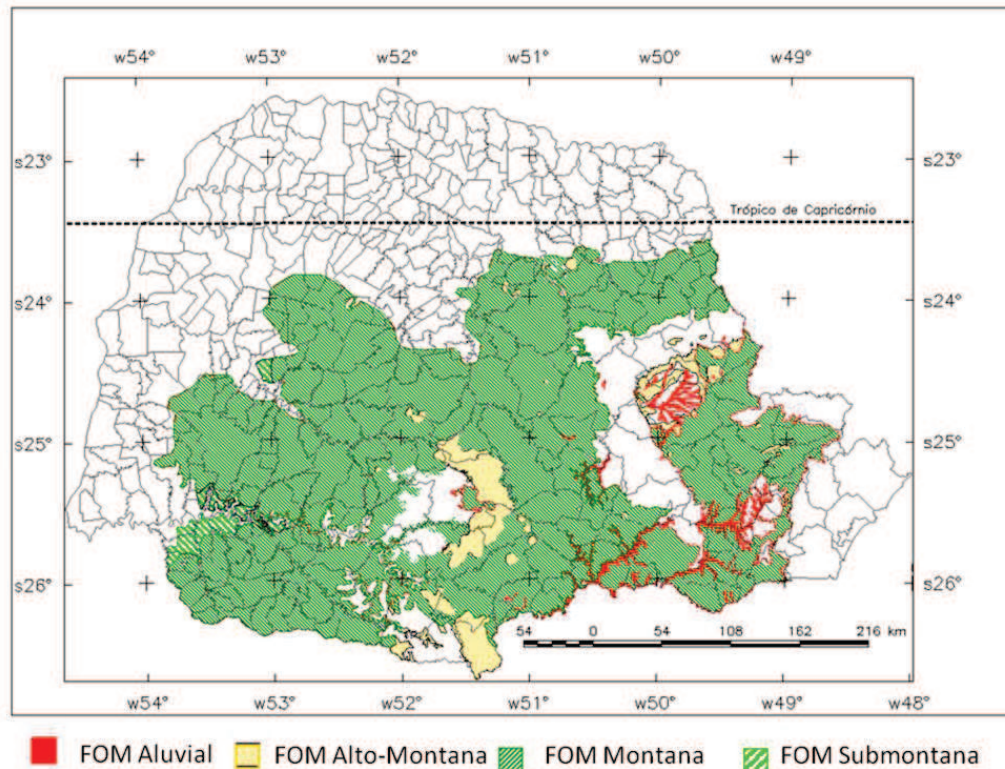 w54° w53° w52° w51° w50° w49°
s23° s23°
Trópico de Capricórnio
s24° s24°
s25° s25°
s26° s26°
54 0 54 108 162 216 km
w54° w53° w52° w51° w50° w49° w48°
FOM Aluvial FOM Alto-Montana FOM Montana FOM Submontana